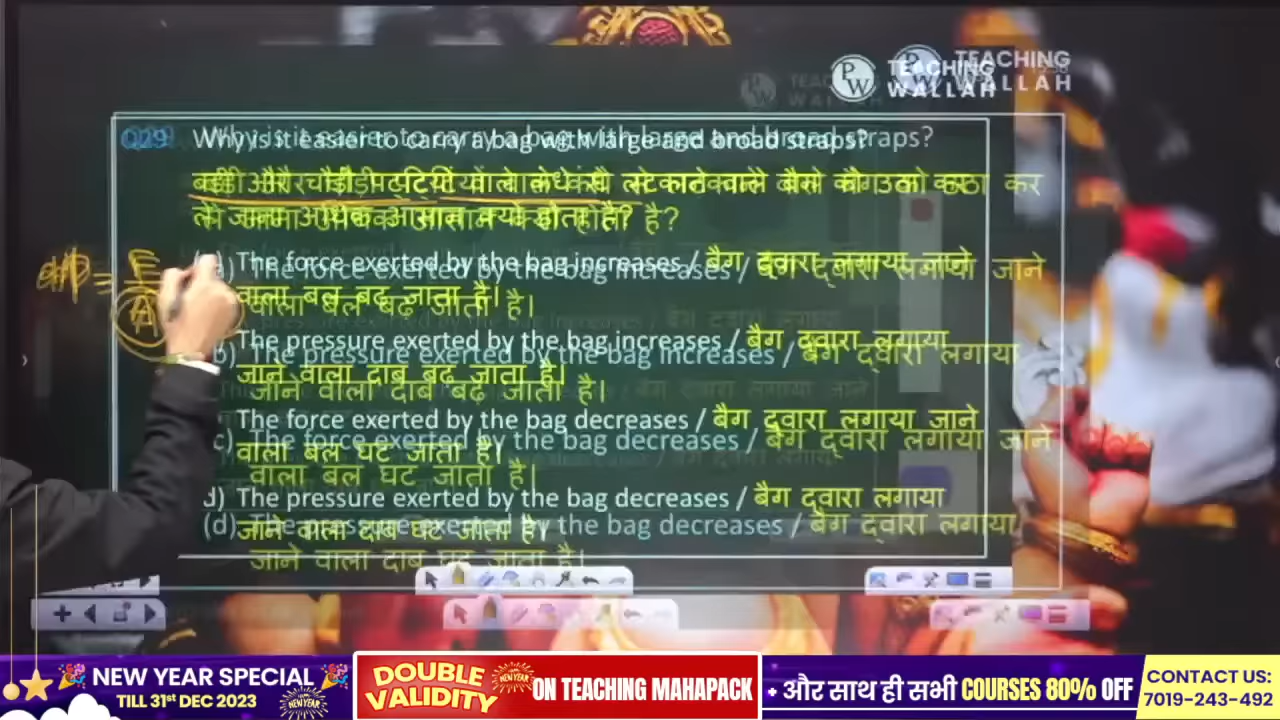 TEACHING
WALLAH
Q29 Why is it easier to carry a bag with large and broad straps?
बड़ी और चौड़ी पट्टियों वाले कंधे से लटकाने वाले बैग को उठा कर
ले जाना अधिक आसान क्यों होता है?
(a) The force exerted by the bag increases / बैग द्वारा लगाया जाने
वाला बल बढ़ जाता है।
b) The pressure exerted by the bag increases / बैग द्वारा लगाया
जाने वाला दाब बढ़ जाता है।
c) The force exerted by the bag decreases / बैग द्वारा लगाया जाने
वाला बल घट जाता है।
(d) The pressure exerted by the bag decreases / बैग द्वारा लगाया
जाने वाला दाब घट जाता है।
= F
A
NEW YEAR SPECIAL
TILL 31st DEC 2023
DOUBLE
VALIDITY
ON TEACHING MAHAPACK
+ और साथ ही सभी COURSES 80% OFF
CONTACT US:
7019-243-492